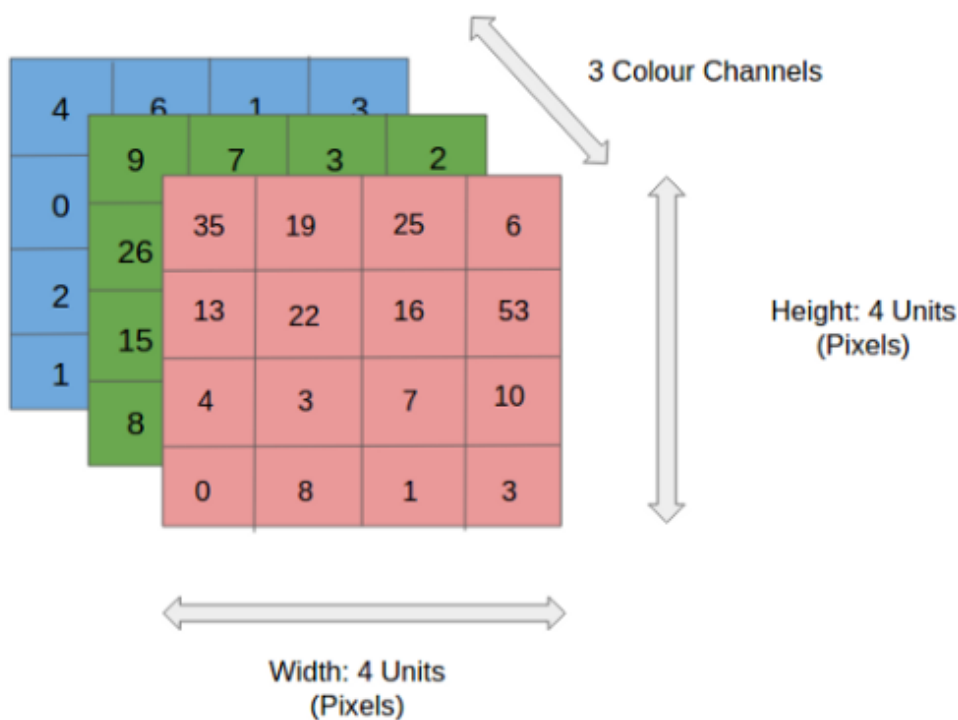 3 Colour Channels
4 6 1 3
9 7 3 2
0
35 19 25 6
26
2
13 22 16 53
15
1
4 3 7 10
8
0 8 1 3
Height: 4 Units
(Pixels)
Width: 4 Units
(Pixels)